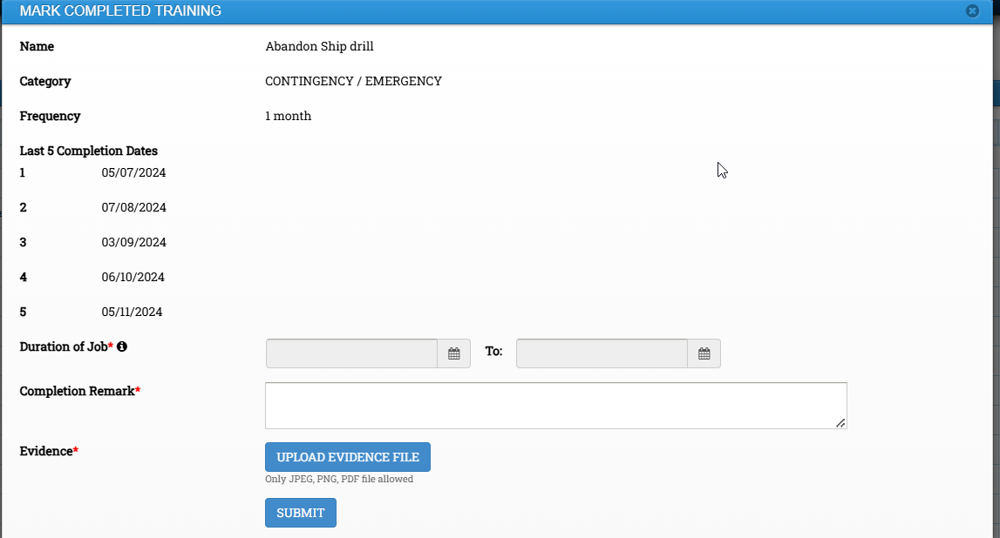 MARK COMPLETED TRAINING
Name Abandon Ship drill
Category CONTINGENCY / EMERGENCY
Frequency 1 month
Last 5 Completion Dates
1 05/07/2024
2 07/08/2024
3 03/09/2024
4 06/10/2024
5 05/11/2024
Duration of Job* To:
Completion Remark*
Evidence* UPLOAD EVIDENCE FILE
Only JPEG, PNG, PDF file allowed
SUBMIT